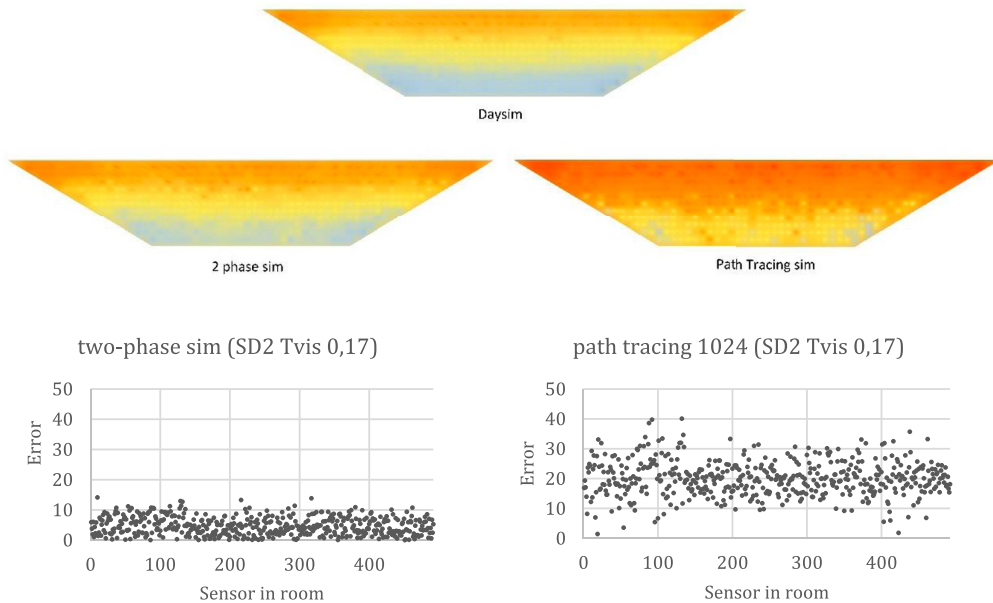 Daysim
2 phase sim
Path Tracing sim
two-phase sim (SD2 Tvis 0,17)
50
40
30
20
10
0
Error
0 100 200 300 400
Sensor in room
path tracing 1024 (SD2 Tvis 0,17)
50
40
30
20
10
0
Error
0 100 200 300 400
Sensor in room